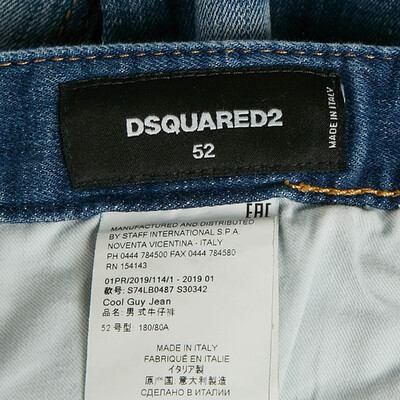 DSQUARED2
52
MADE IN ITALY
EAC
MANUFACTURED AND DISTRIBUTED
BY STAFF INTERNATIONAL S.P.A.
NOVENTA VICENTINA - ITALY
PH 0444 784500 FAX 0444 784580
RN 154143
01PR/2019/114/1 - 2019 01
款号: S74LB0487 S30342
Cool Guy Jean
品名: 男式牛仔裤
52 号型: 180/80A
MADE IN ITALY
FABRIQUÉ EN ITALIE
イタリア製
原产国: 意大利制造
СДЕЛАНО В ИТАЛИИ